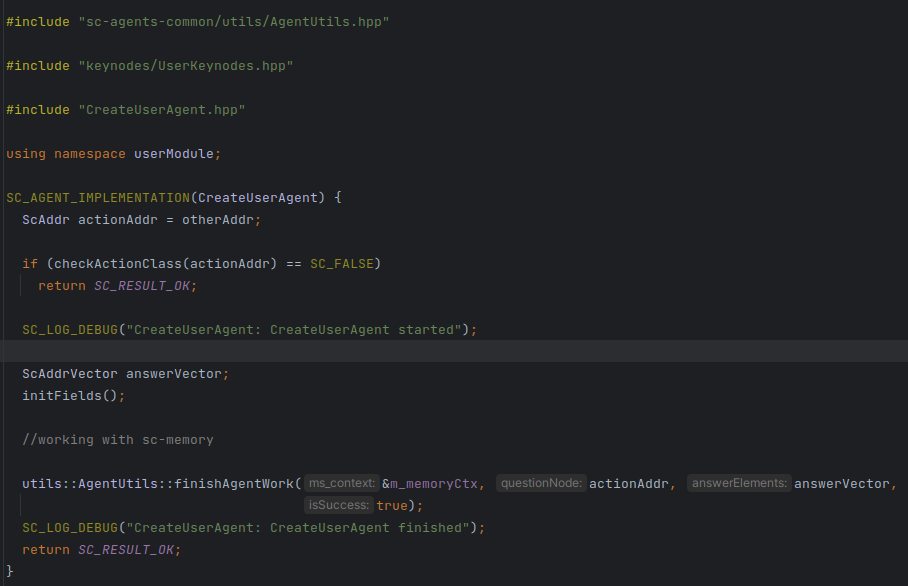 #include "sc-agents-common/utils/AgentUtils.hpp"
#include "keynodes/UserKeynodes.hpp"
#include "CreateUserAgent.hpp"
using namespace userModule;
SC_AGENT_IMPLEMENTATION(CreateUserAgent) {
ScAddr actionAddr = otherAddr;
if (checkActionClass(actionAddr) == SC_FALSE)
return SC_RESULT_OK;
SC_LOG_DEBUG("CreateUserAgent: CreateUserAgent started");
ScAddrVector answerVector;
initFields();
//working with sc-memory
utils::AgentUtils::finishAgentWork( ms_context: &m_memoryCtx, questionNode: actionAddr, answerElements: answerVector,
isSuccess: true);
SC_LOG_DEBUG("CreateUserAgent: CreateUserAgent finished");
return SC_RESULT_OK;
}